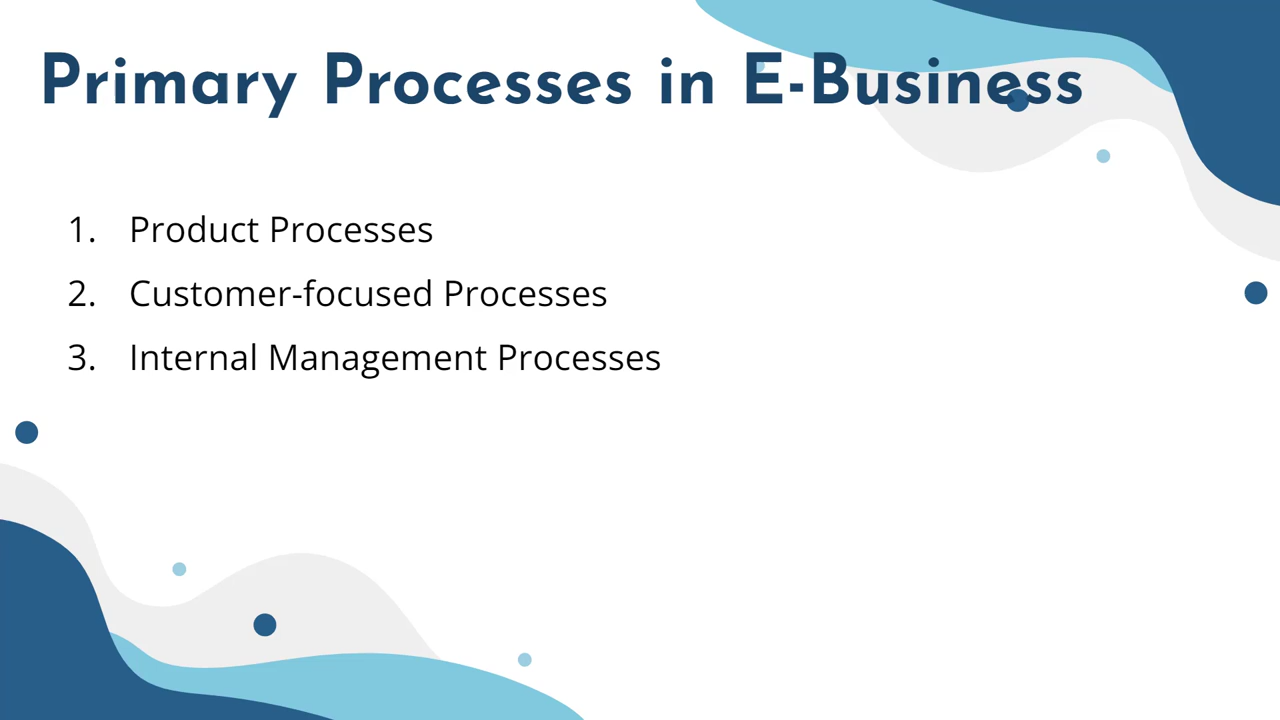 Primary Processes in E-Business
1. Product Processes
2. Customer-focused Processes
3. Internal Management Processes